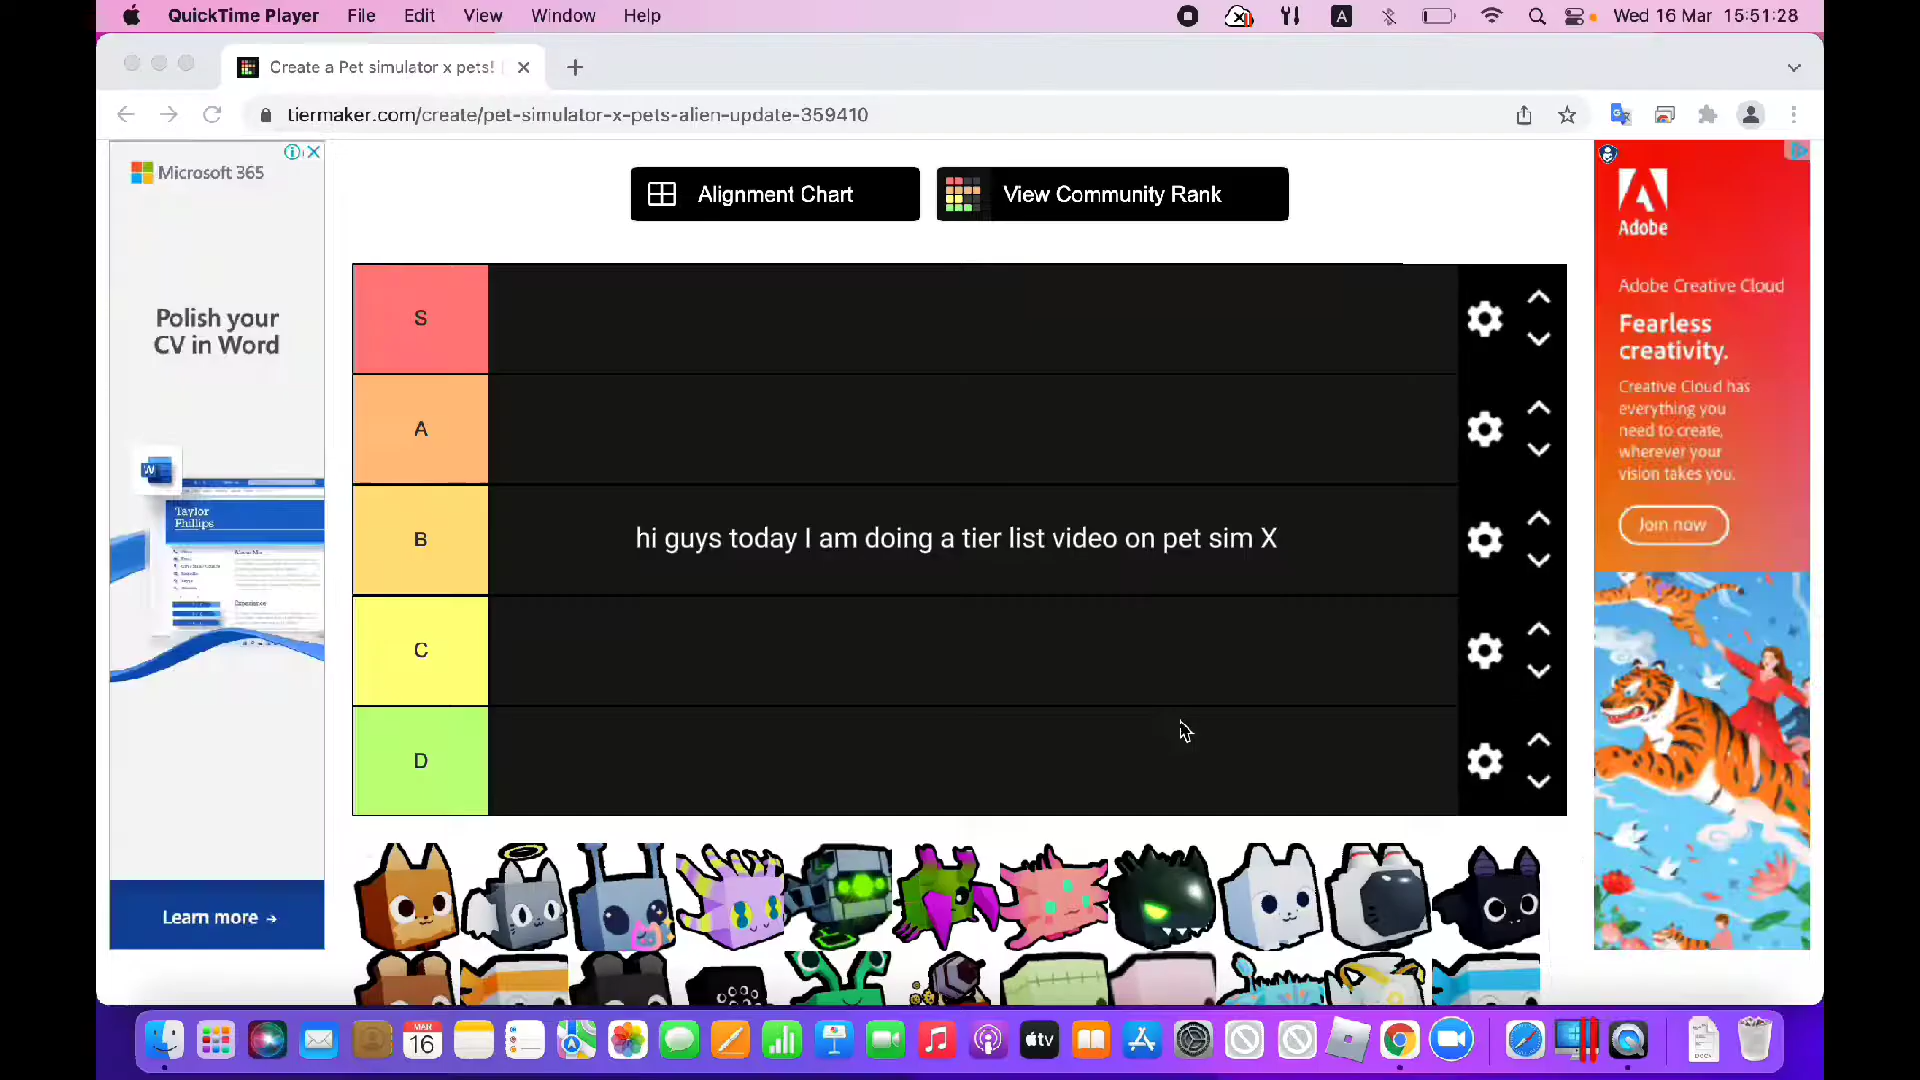 QuickTime Player File Edit View Window Help A Wed 16 Mar 15:51:28
Create a Pet simulator x pets!
tiermaker.com/create/pet-simulator-x-pets-alien-update-359410
Microsoft 365
Polish your
CV in Word
W
Taylor
Phillips
Experience
Learn more →
Alignment Chart
View Community Rank
S
A
B
hi guys today I am doing a tier list video on pet sim X
C
D
Adobe
Adobe Creative Cloud
Fearless
creativity.
Creative Cloud has
everything you
need to create,
wherever your
vision takes you.
Join now
MAR
16
tv